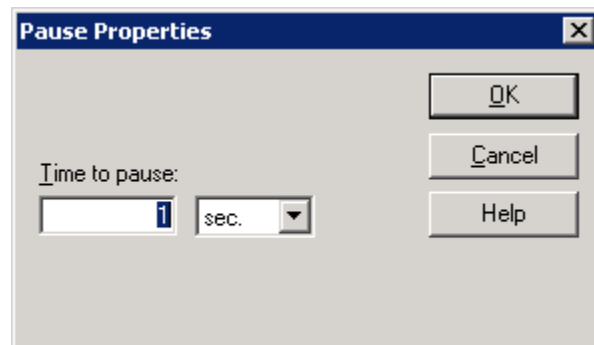 Pause Properties
OK
Cancel
Time to pause:
1 sec.
Help